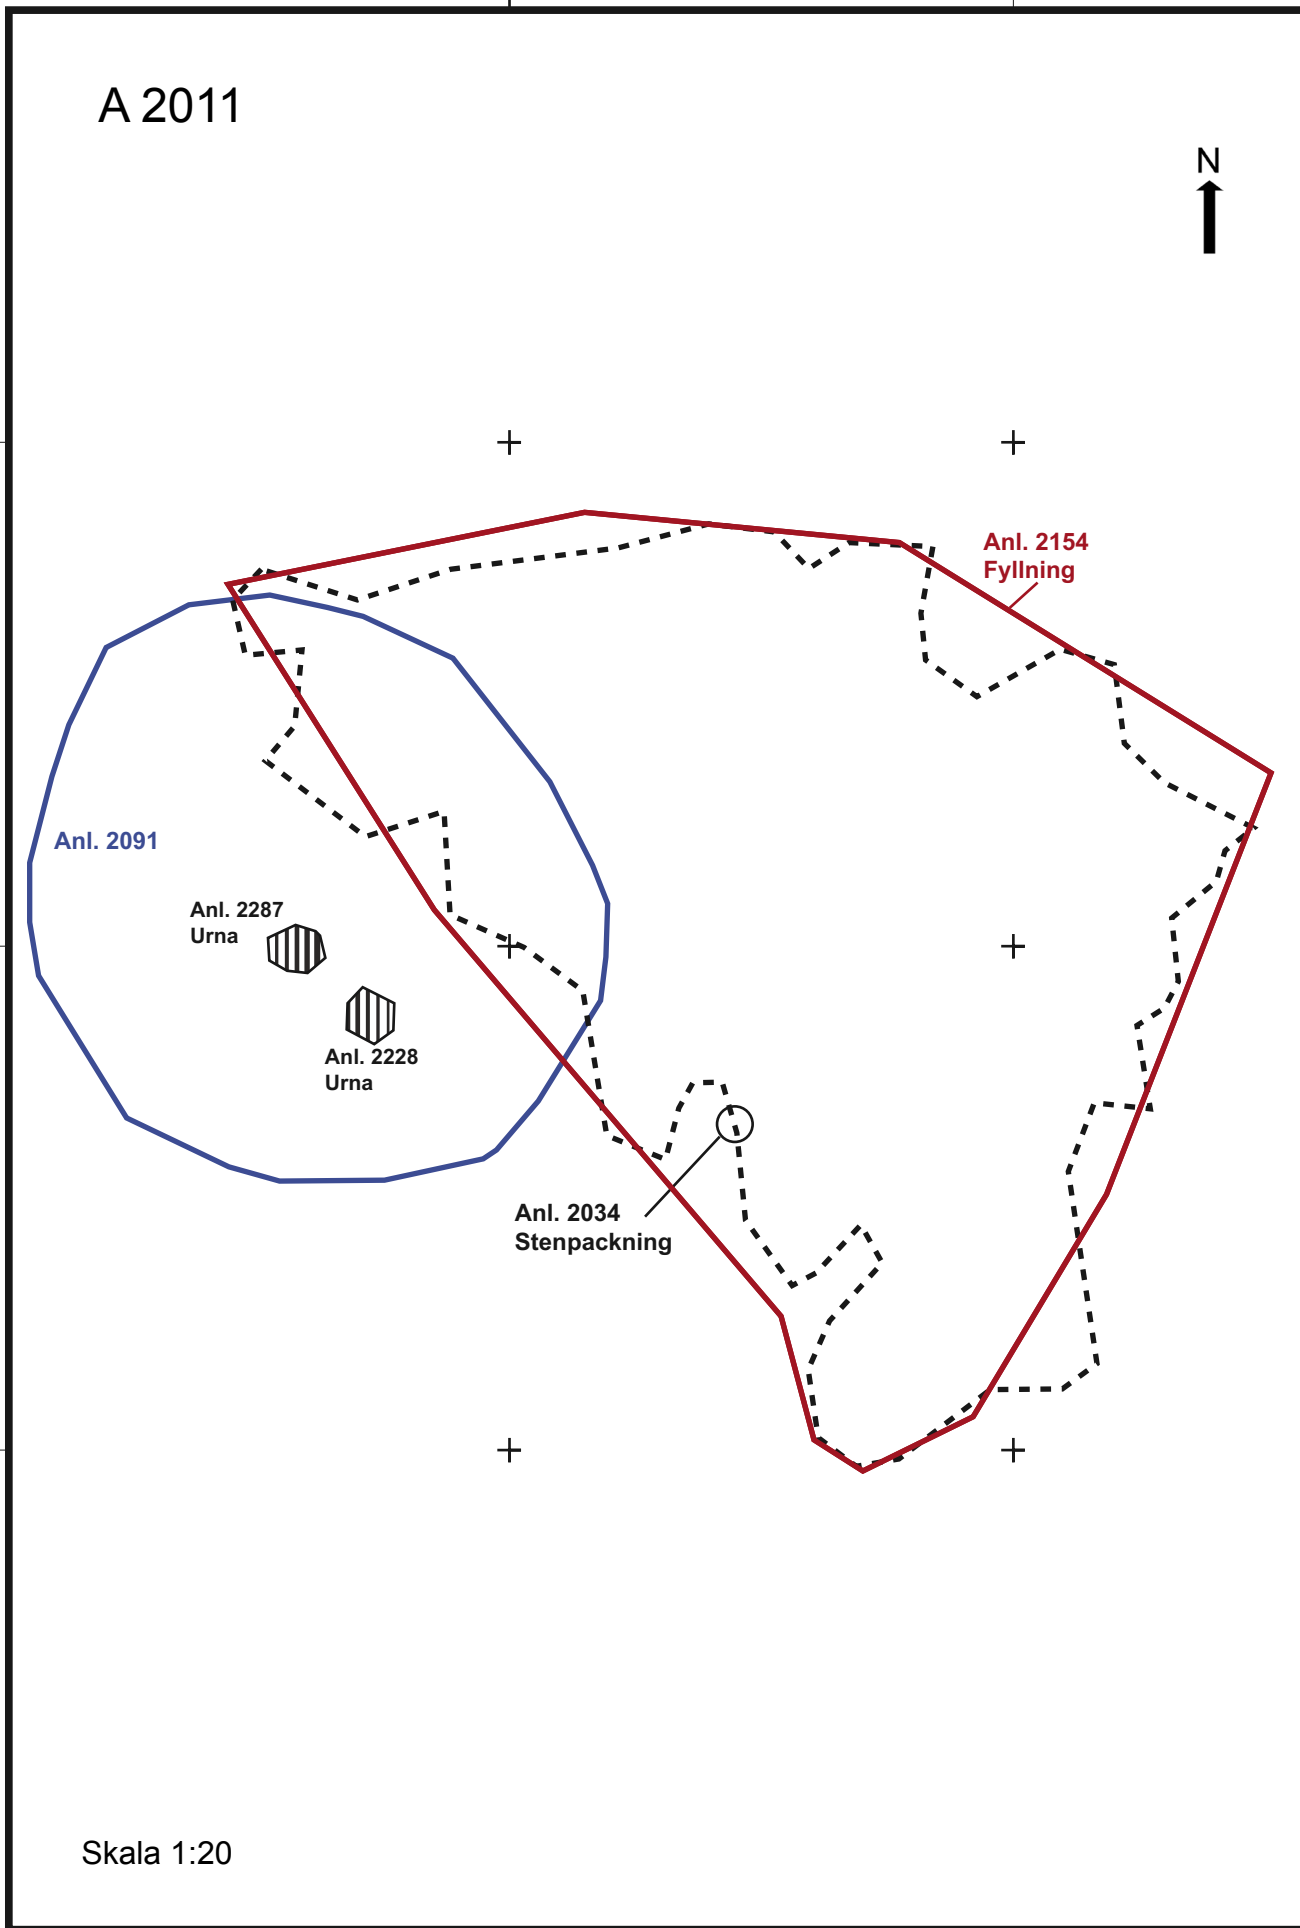 A 2011
N
Anl. 2154
Fyllning
Anl. 2091
Anl. 2287
Urna
Anl. 2228
Urna
Anl. 2034
Stenpackning
Skala 1:20